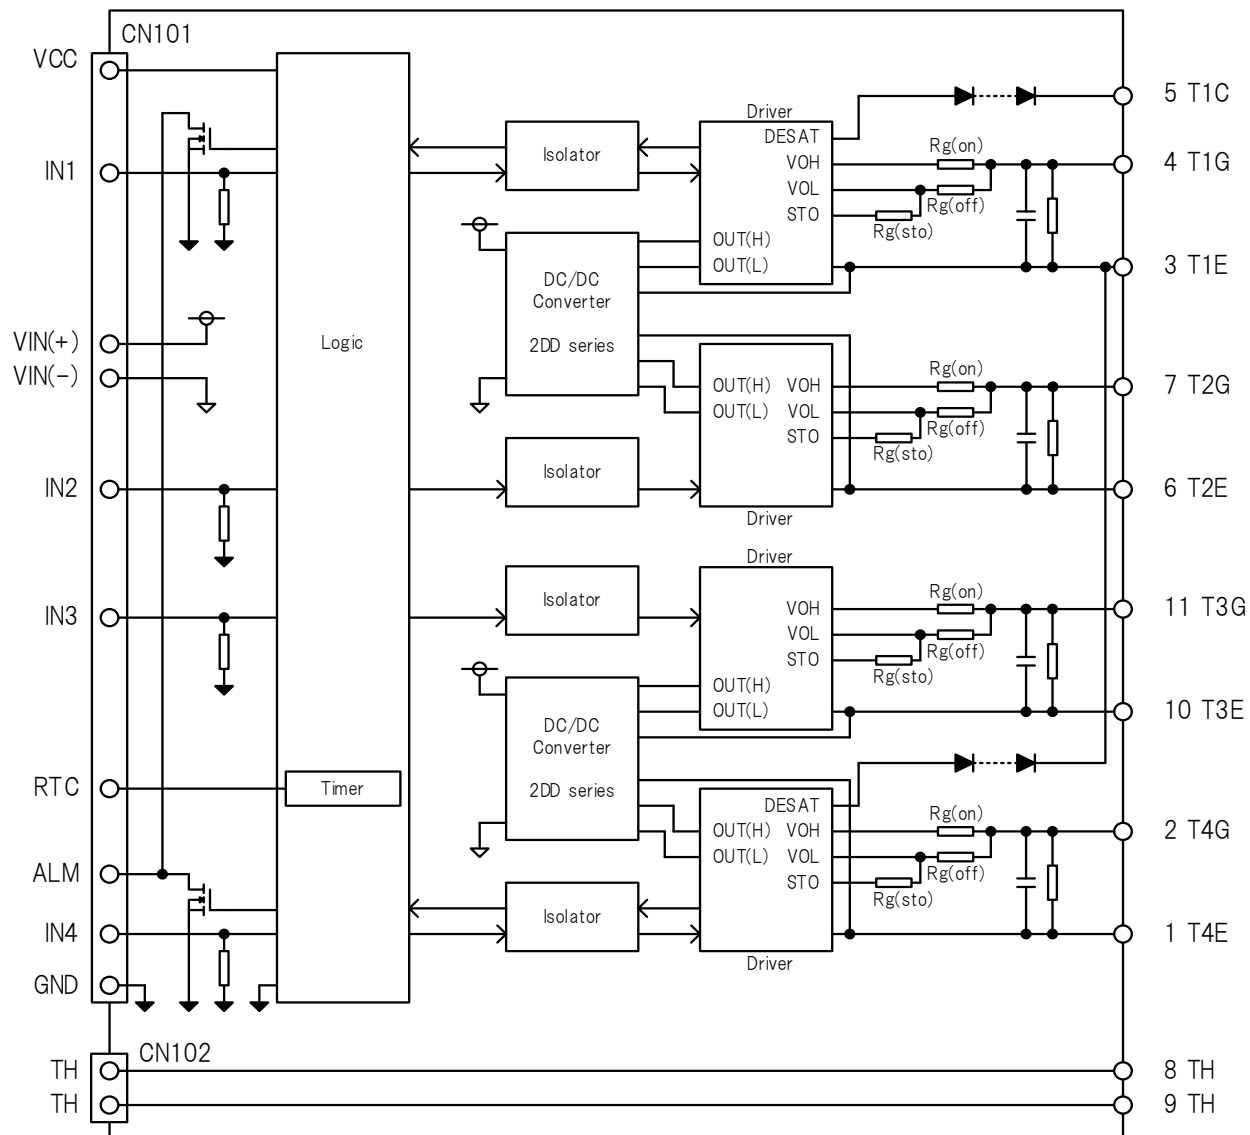 CN101
VCC
IN1
VIN(+)
VIN(-)
IN2
IN3
RTC
ALM
IN4
GND
CN102
TH
TH
Logic
Timer
Isolator
DC/DC
Converter
2DD series
Isolator
Isolator
DC/DC
Converter
2DD series
Isolator
Driver
DESAT
VOH
VOL
STO
OUT(H)
OUT(L)
Rg(on)
Rg(off)
Rg(sto)
OUT(H) VOH
OUT(L) VOL
STO
Driver
Rg(on)
Rg(off)
Rg(sto)
Driver
VOH
VOL
STO
OUT(H)
OUT(L)
Rg(on)
Rg(off)
Rg(sto)
DESAT
OUT(H) VOH
OUT(L) VOL
STO
Driver
Rg(on)
Rg(off)
Rg(sto)
5 T1C
4 T1G
3 T1E
7 T2G
6 T2E
11 T3G
10 T3E
2 T4G
1 T4E
8 TH
9 TH